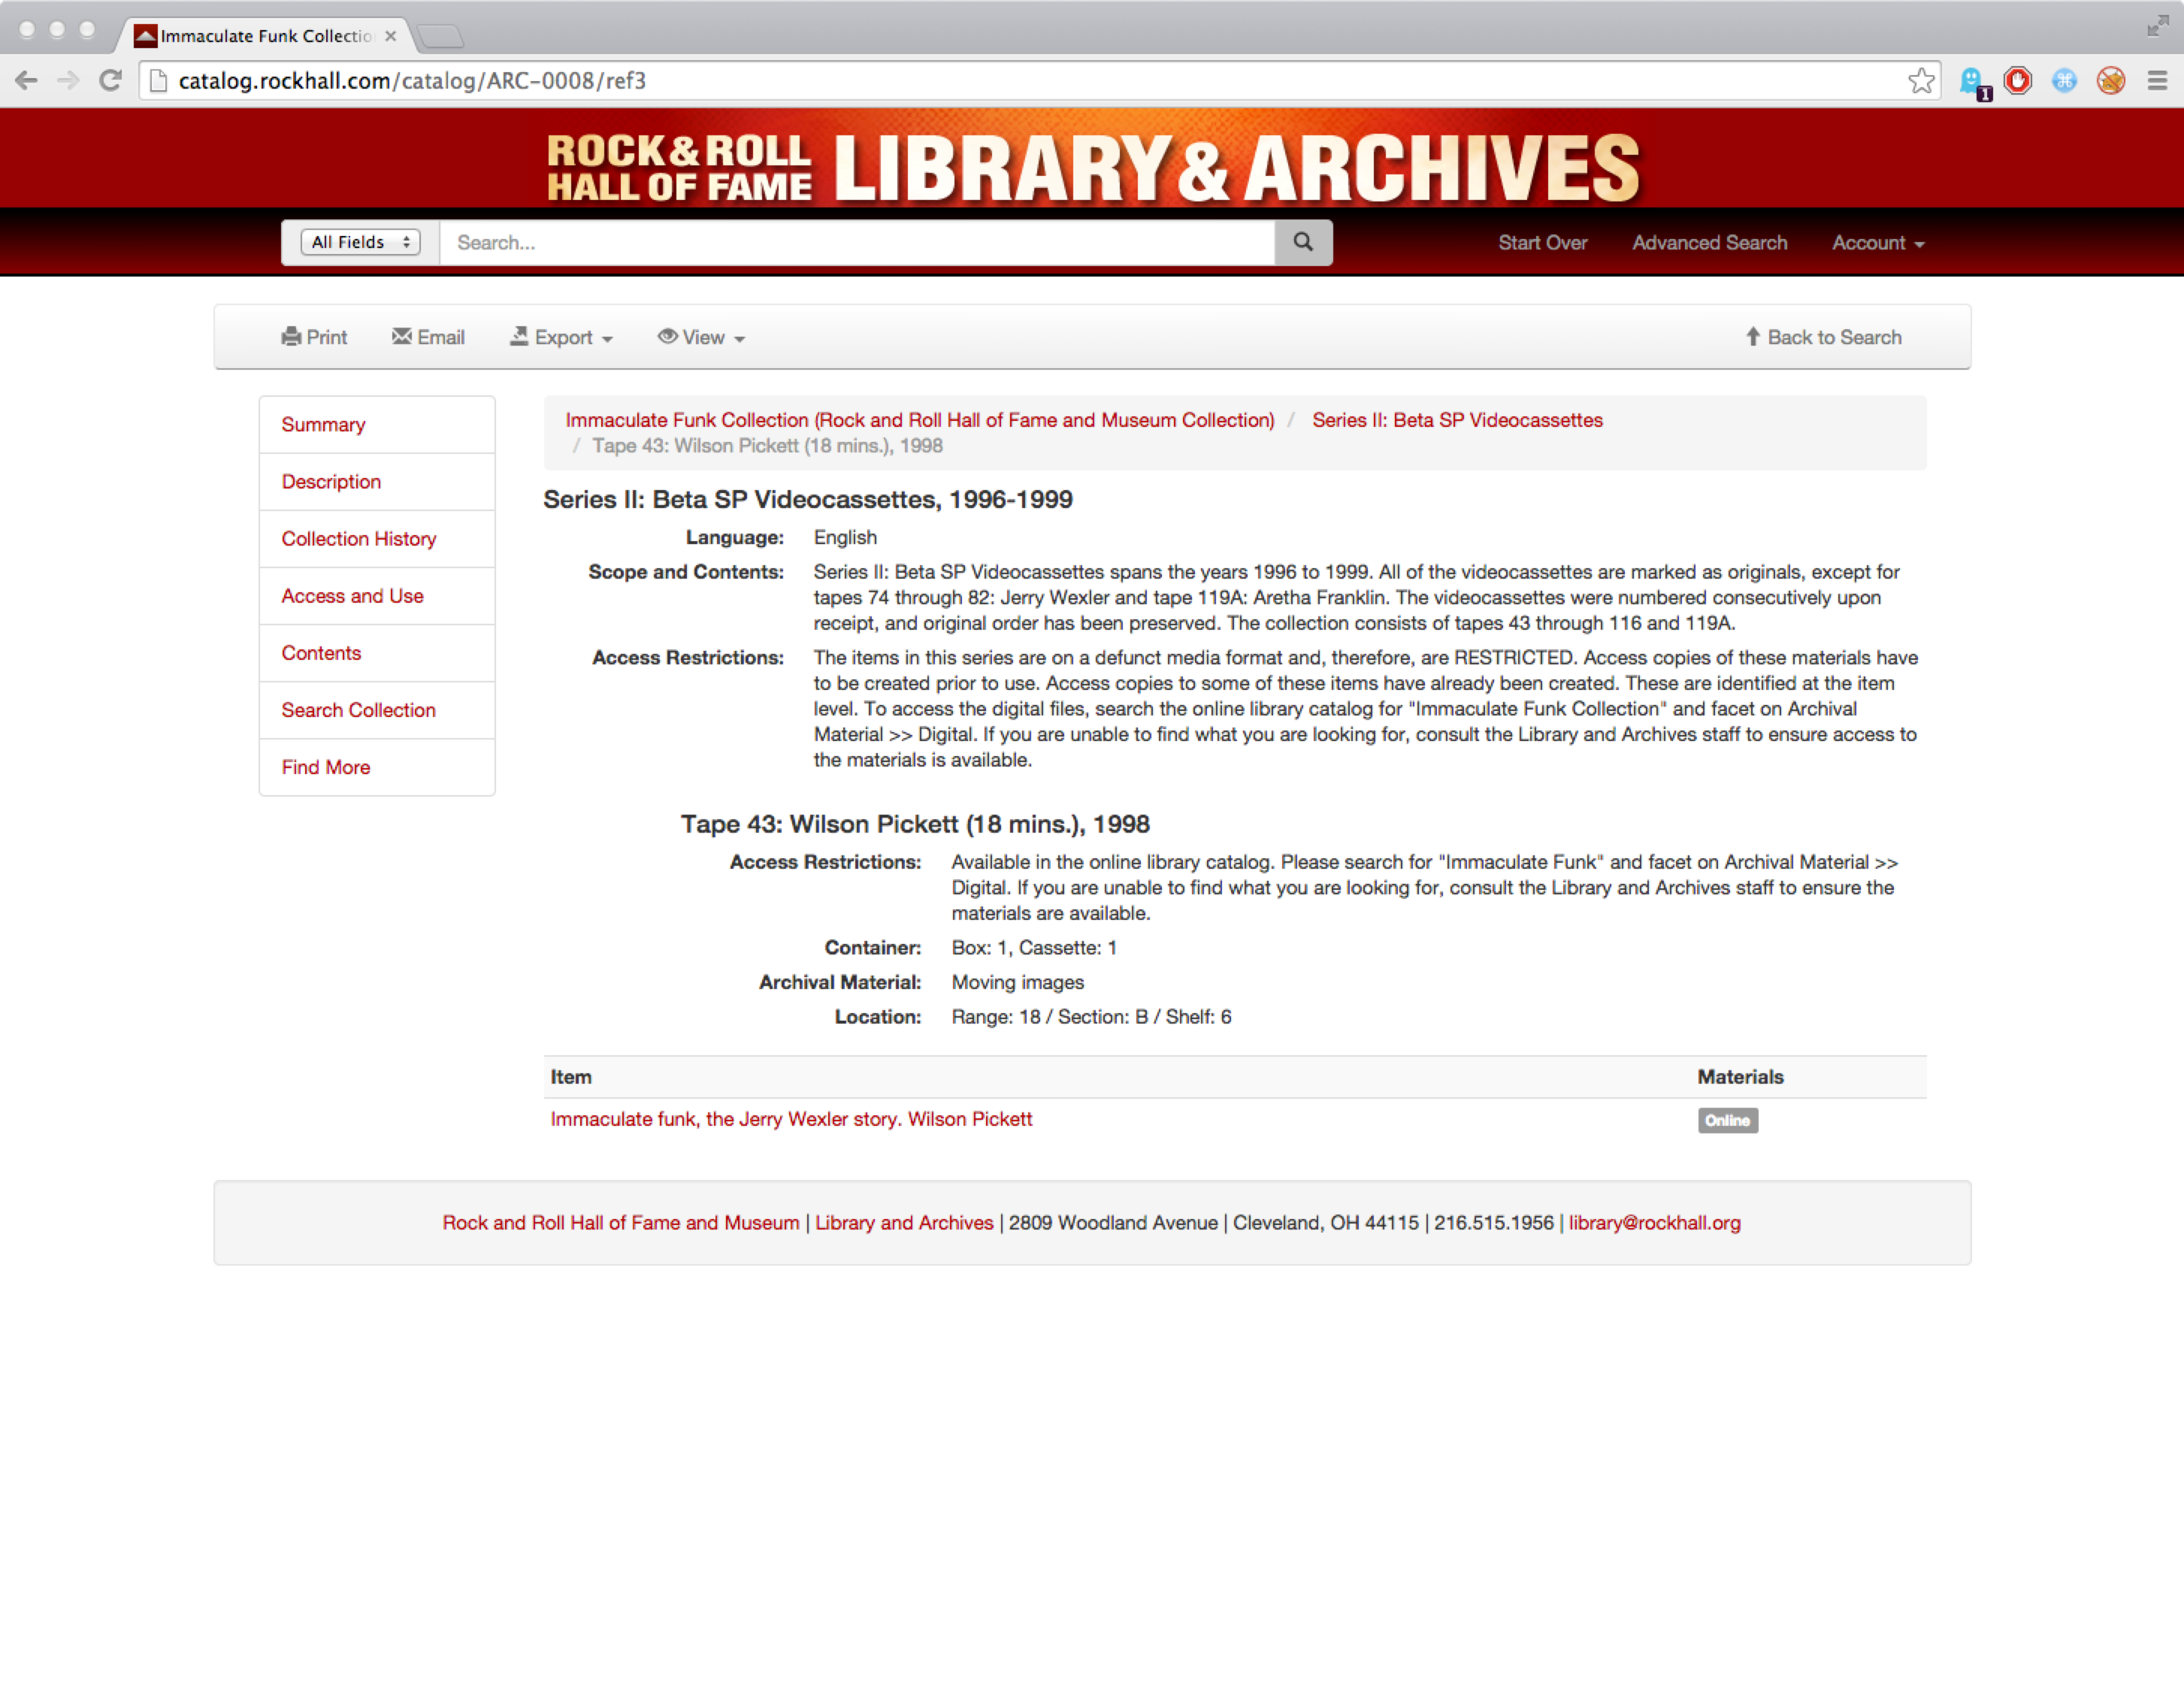 Immaculate Funk Collectio
catalog.rockhall.com/catalog/ARC-0008/ref3
1
ROCK & ROLL
HALL OF FAME
LIBRARY & ARCHIVES
All Fields
Search...
Start Over
Advanced Search
Account
Print
Email
Export
View
Back to Search
Summary
Description
Collection History
Access and Use
Contents
Search Collection
Find More
Immaculate Funk Collection (Rock and Roll Hall of Fame and Museum Collection) / Series II: Beta SP Videocassettes
/ Tape 43: Wilson Pickett (18 mins.), 1998
Series II: Beta SP Videocassettes, 1996-1999
Language: English
Scope and Contents: Series II: Beta SP Videocassettes spans the years 1996 to 1999. All of the videocassettes are marked as originals, except for
tapes 74 through 82: Jerry Wexler and tape 119A: Aretha Franklin. The videocassettes were numbered consecutively upon
receipt, and original order has been preserved. The collection consists of tapes 43 through 116 and 119A.
Access Restrictions: The items in this series are on a defunct media format and, therefore, are RESTRICTED. Access copies of these materials have
to be created prior to use. Access copies to some of these items have already been created. These are identified at the item
level. To access the digital files, search the online library catalog for "Immaculate Funk Collection" and facet on Archival
Material >> Digital. If you are unable to find what you are looking for, consult the Library and Archives staff to ensure access to
the materials is available.
Tape 43: Wilson Pickett (18 mins.), 1998
Access Restrictions: Available in the online library catalog. Please search for "Immaculate Funk" and facet on Archival Material >>
Digital. If you are unable to find what you are looking for, consult the Library and Archives staff to ensure the
materials are available.
Container: Box: 1, Cassette: 1
Archival Material: Moving images
Location: Range: 18 / Section: B / Shelf: 6
Item Materials
Immaculate funk, the Jerry Wexler story. Wilson Pickett Online
Rock and Roll Hall of Fame and Museum | Library and Archives | 2809 Woodland Avenue | Cleveland, OH 44115 | 216.515.1956 | library@rockhall.org